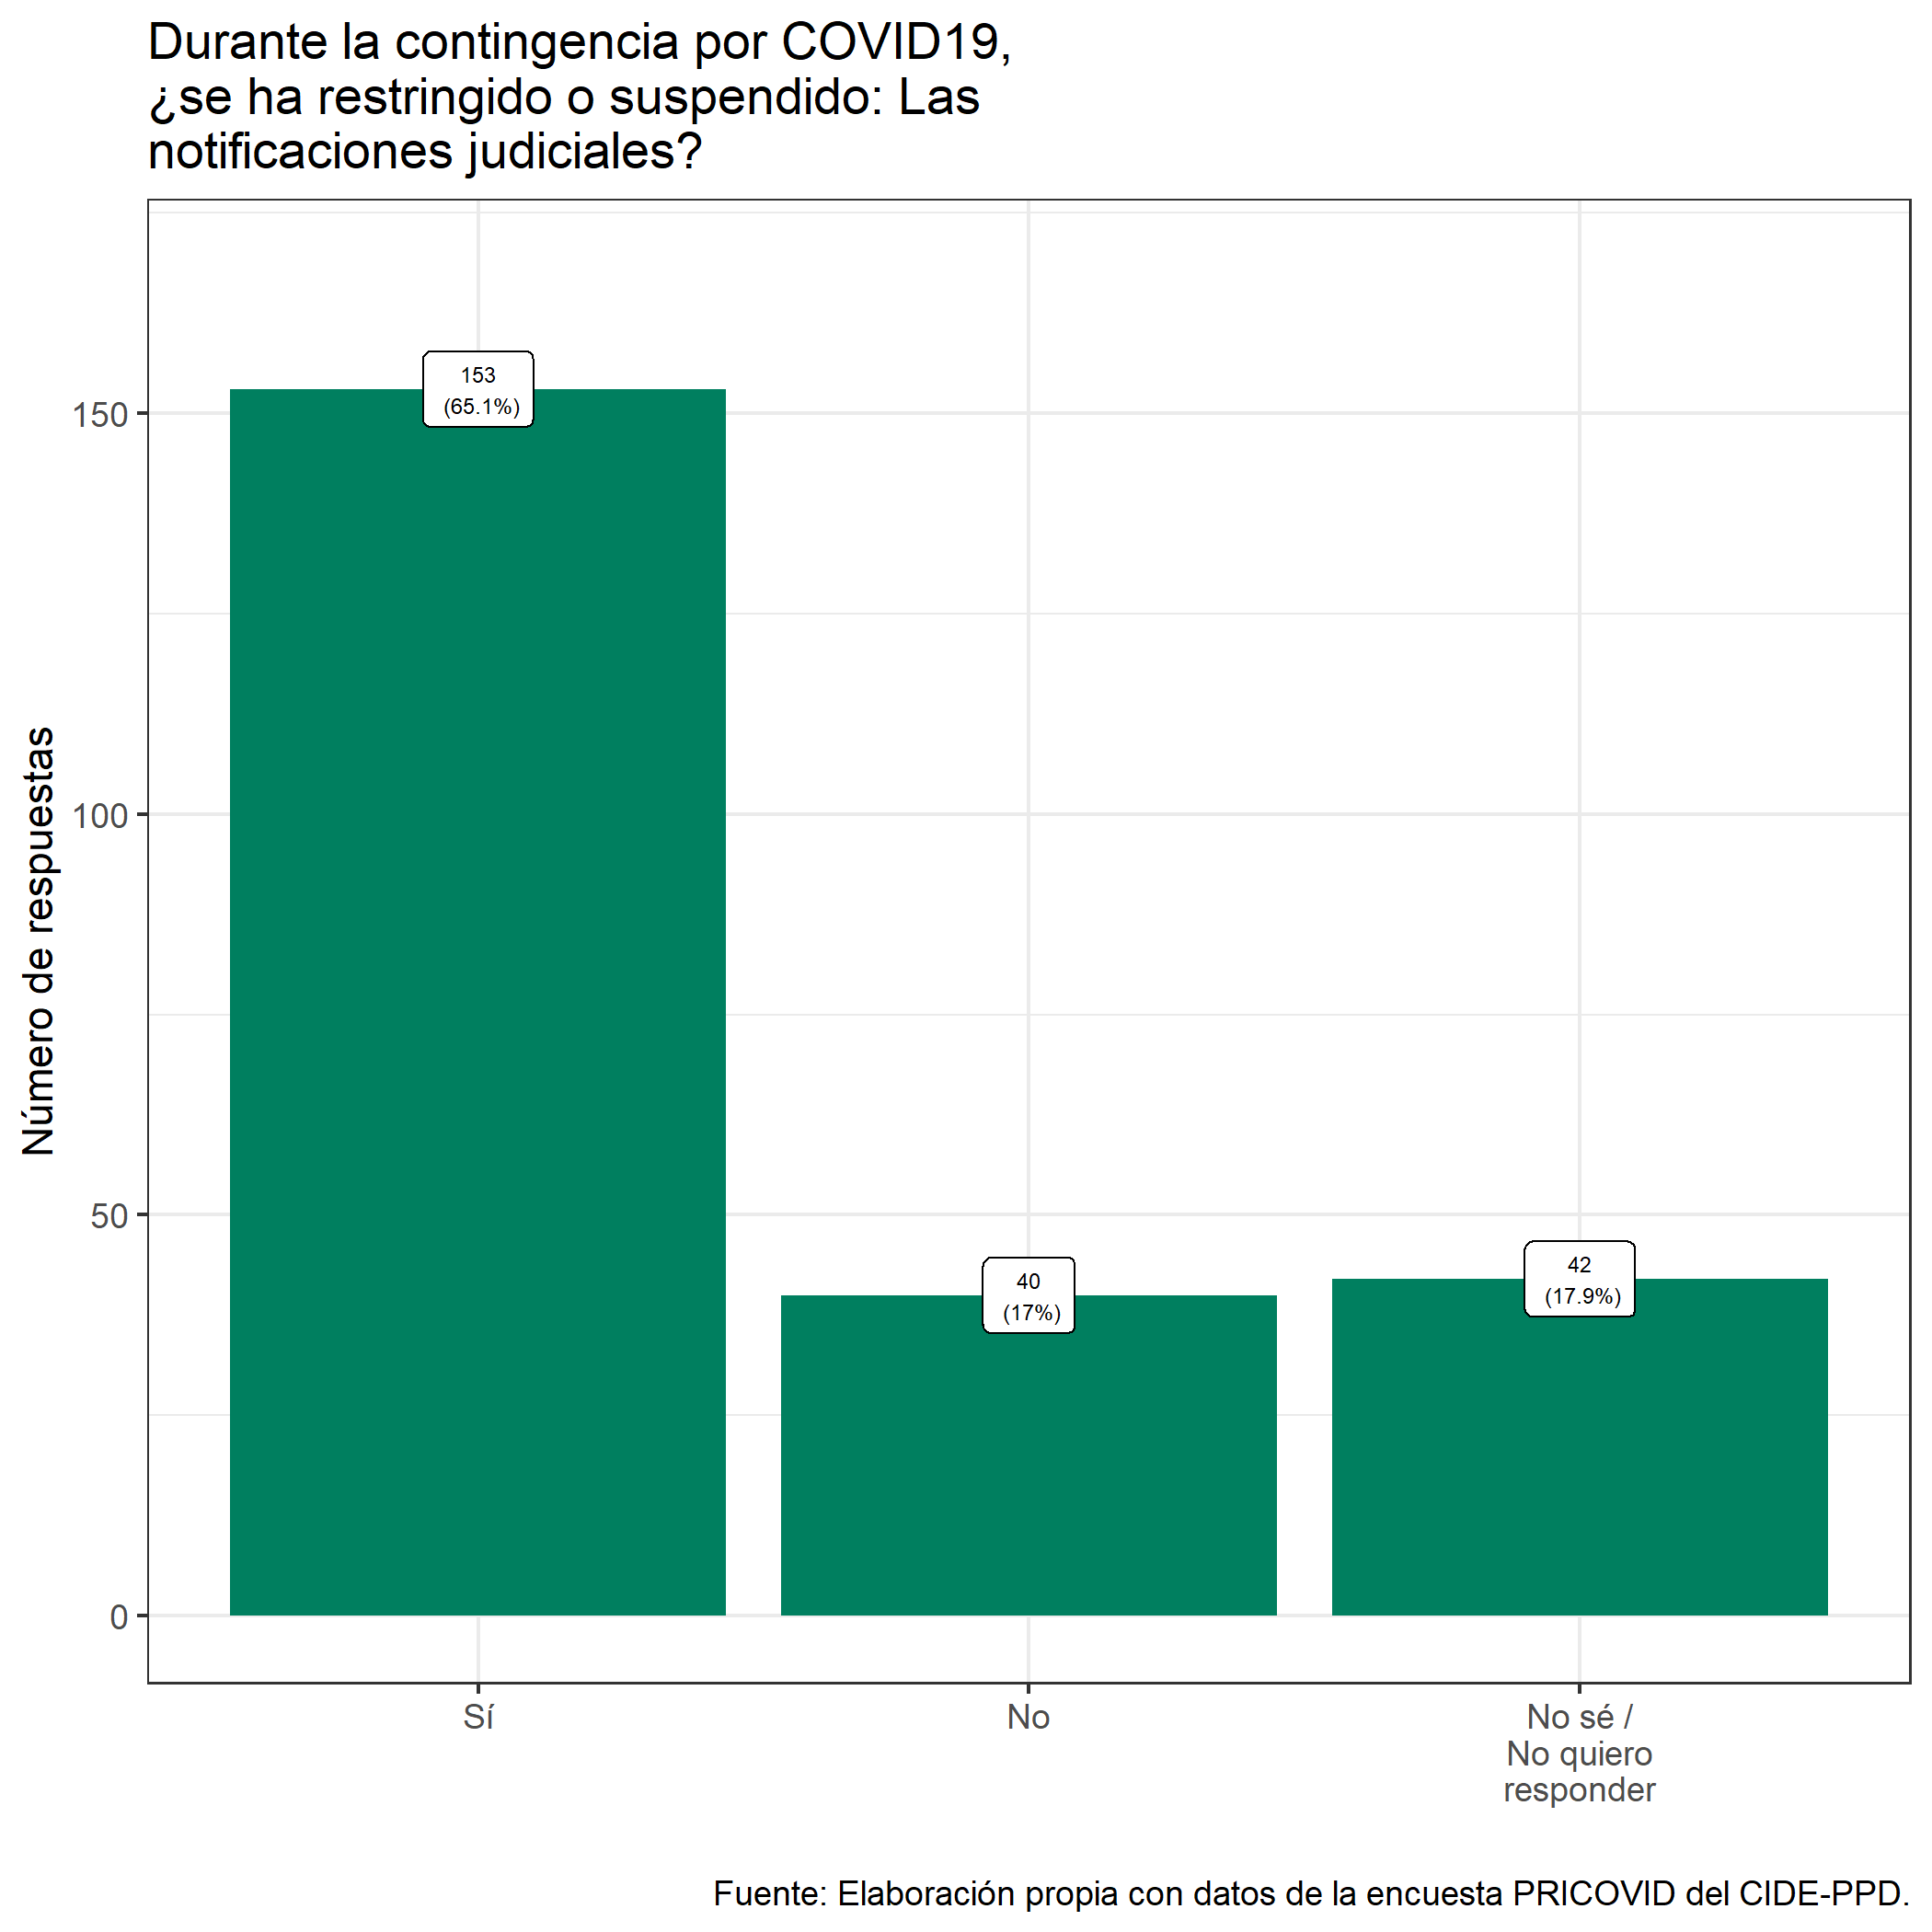 Durante la contingencia por COVID19,
¿se ha restringido o suspendido: Las
notificaciones judiciales?
Número de respuestas
150
100
50
0
153
(65.1%)
40
(17%)
42
(17.9%)
Sí
No
No sé /
No quiero
responder
Fuente: Elaboración propia con datos de la encuesta PRICOVID del CIDE-PPD.